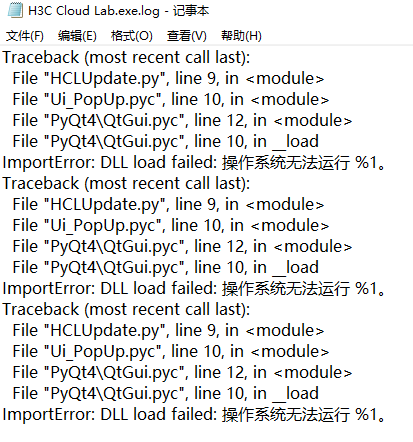 H3C Cloud Lab.exe.log - 记事本
文件(F) 编辑(E) 格式(O) 查看(V) 帮助(H)
Traceback (most recent call last):
File "HCLUpdate.py", line 9, in <module>
File "Ui_PopUp.pyc", line 10, in <module>
File "PyQt4\QtGui.pyc", line 12, in <module>
File "PyQt4\QtGui.pyc", line 10, in __load
ImportError: DLL load failed: 操作系统无法运行 %1。
Traceback (most recent call last):
File "HCLUpdate.py", line 9, in <module>
File "Ui_PopUp.pyc", line 10, in <module>
File "PyQt4\QtGui.pyc", line 12, in <module>
File "PyQt4\QtGui.pyc", line 10, in __load
ImportError: DLL load failed: 操作系统无法运行 %1。
Traceback (most recent call last):
File "HCLUpdate.py", line 9, in <module>
File "Ui_PopUp.pyc", line 10, in <module>
File "PyQt4\QtGui.pyc", line 12, in <module>
File "PyQt4\QtGui.pyc", line 10, in __load
ImportError: DLL load failed: 操作系统无法运行 %1。